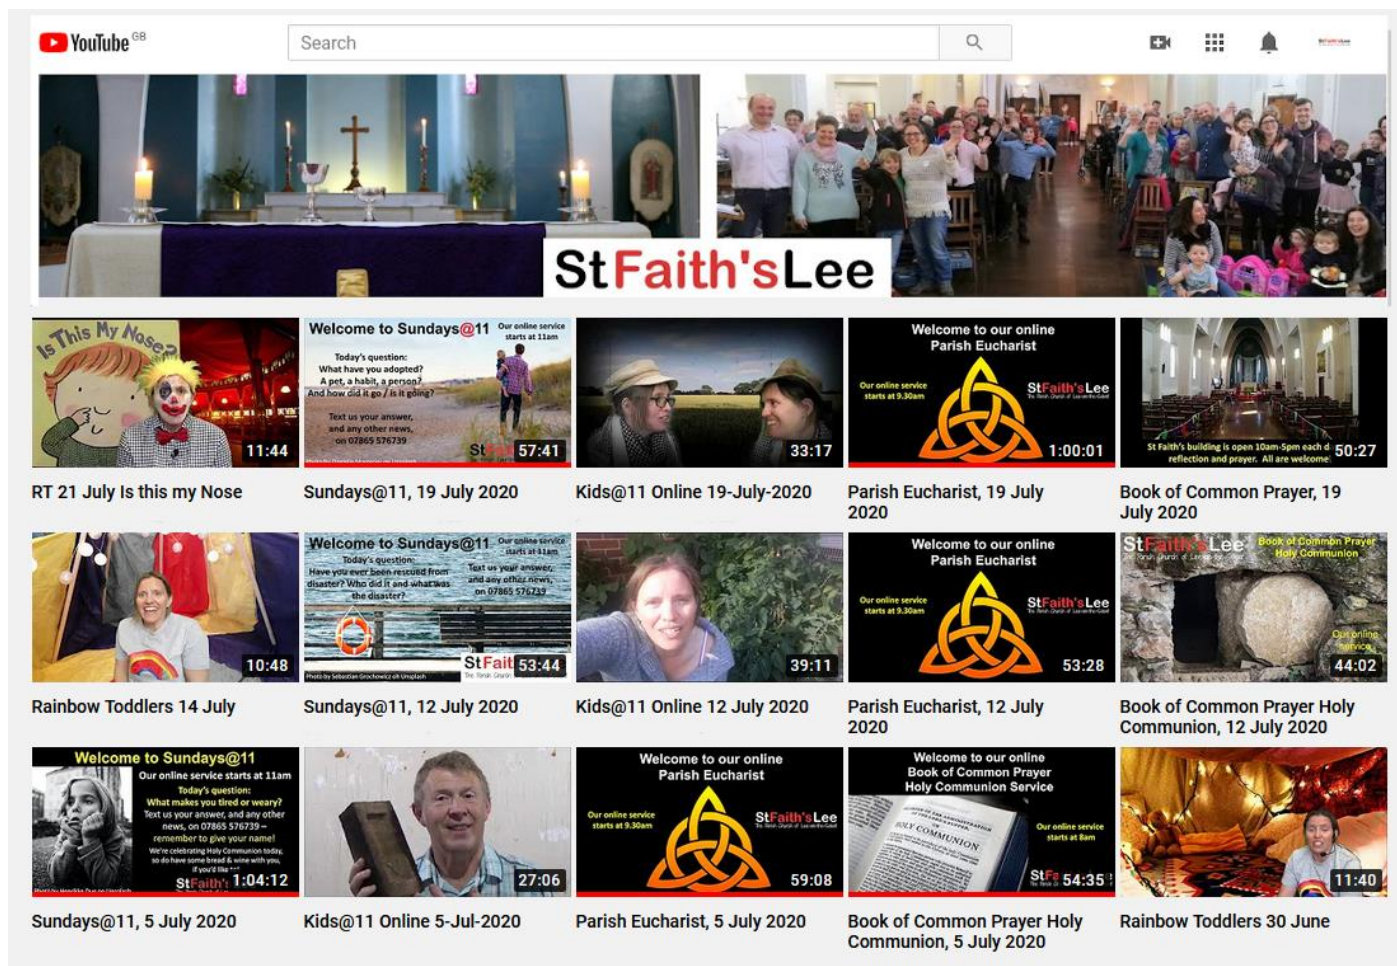 YouTube GB
Search
StFaith'sLee
Is This My Nose?
11:44
Welcome to Sundays@11
Our online service
starts at 11am
Today's question:
What have you adopted?
A pet, a habit, a person?
And how did it go / is it going?
Text us your answer,
and any other news,
on 07865 576739
57:41
33:17
Welcome to our online
Parish Eucharist
Our online service
starts at 9.30am
StFaith'sLee
1:00:01
St Faith's building is open 10am-5pm each d
reflection and prayer. All are welcome
50:27
RT 21 July Is this my Nose
Sundays@11, 19 July 2020
Kids@11 Online 19-July-2020
Parish Eucharist, 19 July
2020
Book of Common Prayer, 19
July 2020
10:48
Welcome to Sundays@11
Our online service
starts at 11am
Today's question:
Have you ever been rescued from
disaster? Who did it and what was
the disaster?
Text us your answer,
and any other news,
on 07865 576739
StFait
The Parish Church
53:44
Photo by Sebastian Grochowicz on Unsplash
39:11
Welcome to our online
Parish Eucharist
Our online service
starts at 9.30am
StFaith'sLee
53:28
StFaith'sLee
Book of Common Prayer
Holy Communion
Our online
service
44:02
Rainbow Toddlers 14 July
Sundays@11, 12 July 2020
Kids@11 Online 12 July 2020
Parish Eucharist, 12 July
2020
Book of Common Prayer Holy
Communion, 12 July 2020
Welcome to Sundays@11
Our online service starts at 11am
Today's question:
What makes you tired or weary?
Text us your answer, and any other
news, on 07865 576739 –
remember to give your name!
We're celebrating Holy Communion today,
so do have some bread & wine with you,
if you'd like
StFaith's
1:04:12
27:06
Welcome to our online
Parish Eucharist
Our online service
starts at 9.30am
StFaith'sLee
59:08
Welcome to our online
Book of Common Prayer
Holy Communion Service
HOLY COMMUNION
Our online service
starts at 8am
StFa
54:35
11:40
Sundays@11, 5 July 2020
Kids@11 Online 5-Jul-2020
Parish Eucharist, 5 July 2020
Book of Common Prayer Holy
Communion, 5 July 2020
Rainbow Toddlers 30 June